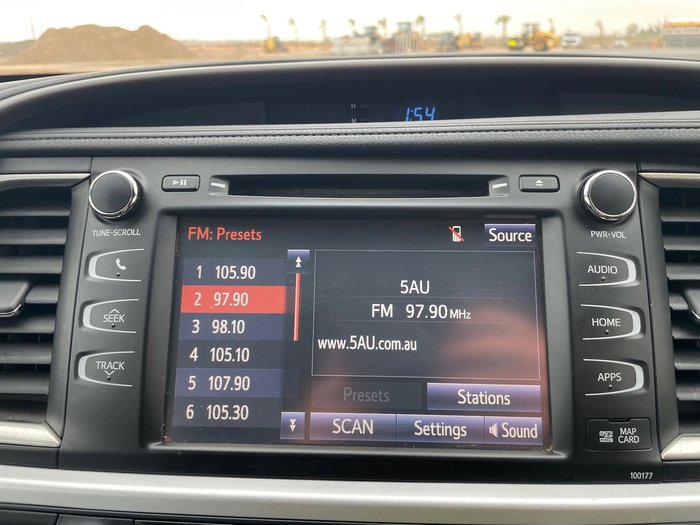 H
1:54
TUNE•SCROLL
PWR•VOL
FM: Presets
Source
1 105.90
2 97.90
3 98.10
4 105.10
5 107.90
6 105.30
5AU
FM 97.90 MHz
www.5AU.com.au
Presets
Stations
SCAN
Settings
Sound
SEEK
TRACK
AUDIO
HOME
APPS
MAP
CARD
100177